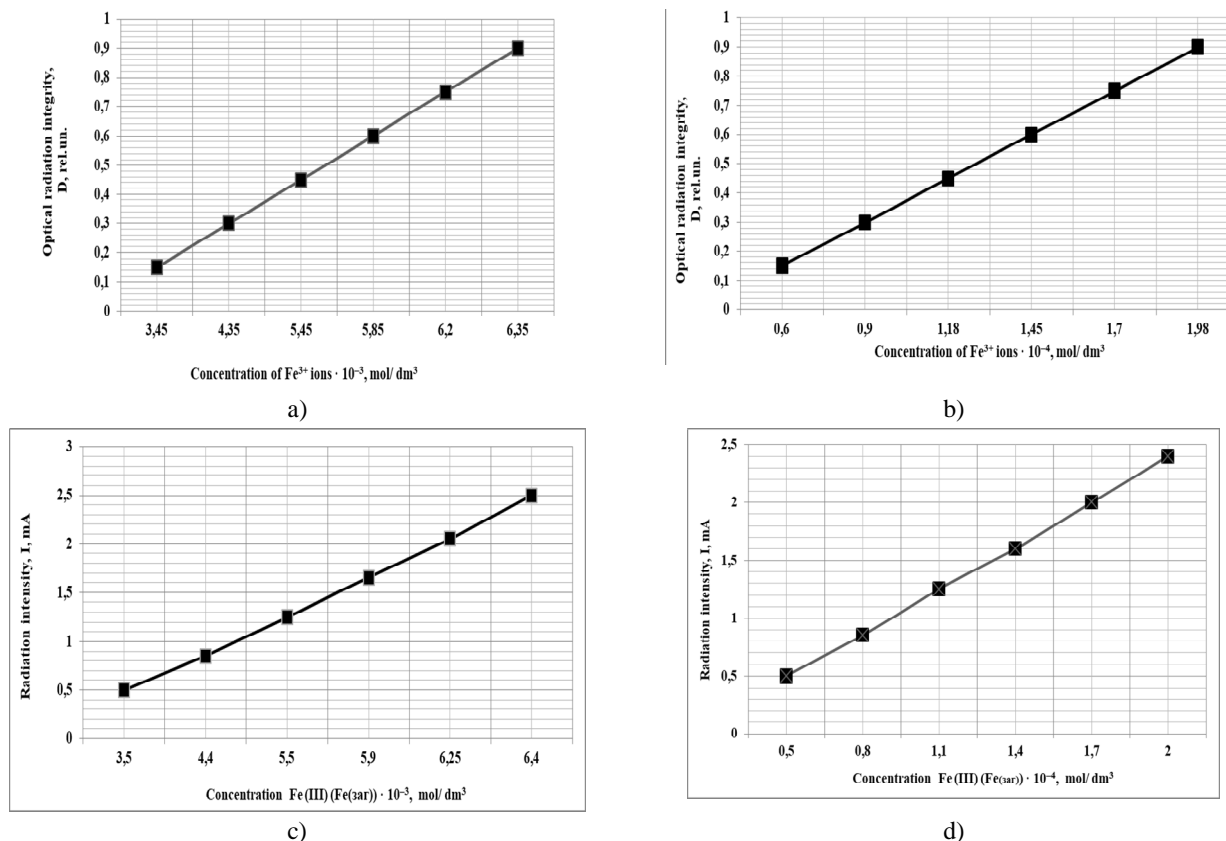 Optical radiation integrity,
D, rel.un.
1
0,9
0,8
0,7
0,6
0,5
0,4
0,3
0,2
0,1
0
3,45 4,35 5,45 5,85 6,2 6,35
Concentration of Fe³⁺ ions · 10⁻³, mol/ dm³
a)
Optical radiation integrity,
D, rel.un.
1
0,9
0,8
0,7
0,6
0,5
0,4
0,3
0,2
0,1
0
0,6 0,9 1,18 1,45 1,7 1,98
Concentration of Fe³⁺ ions · 10⁻⁴, mol/ dm³
b)
Radiation intensity, I, mA
3
2,5
2
1,5
1
0,5
0
3,5 4,4 5,5 5,9 6,25 6,4
Concentration Fe (III) (Fe(заг)) · 10⁻³, mol/ dm³
c)
Radiation intensity, I, mA
2,5
2
1,5
1
0,5
0
0,5 0,8 1,1 1,4 1,7 2
Concentration Fe (III) (Fe(заг)) · 10⁻⁴, mol/ dm³
d)